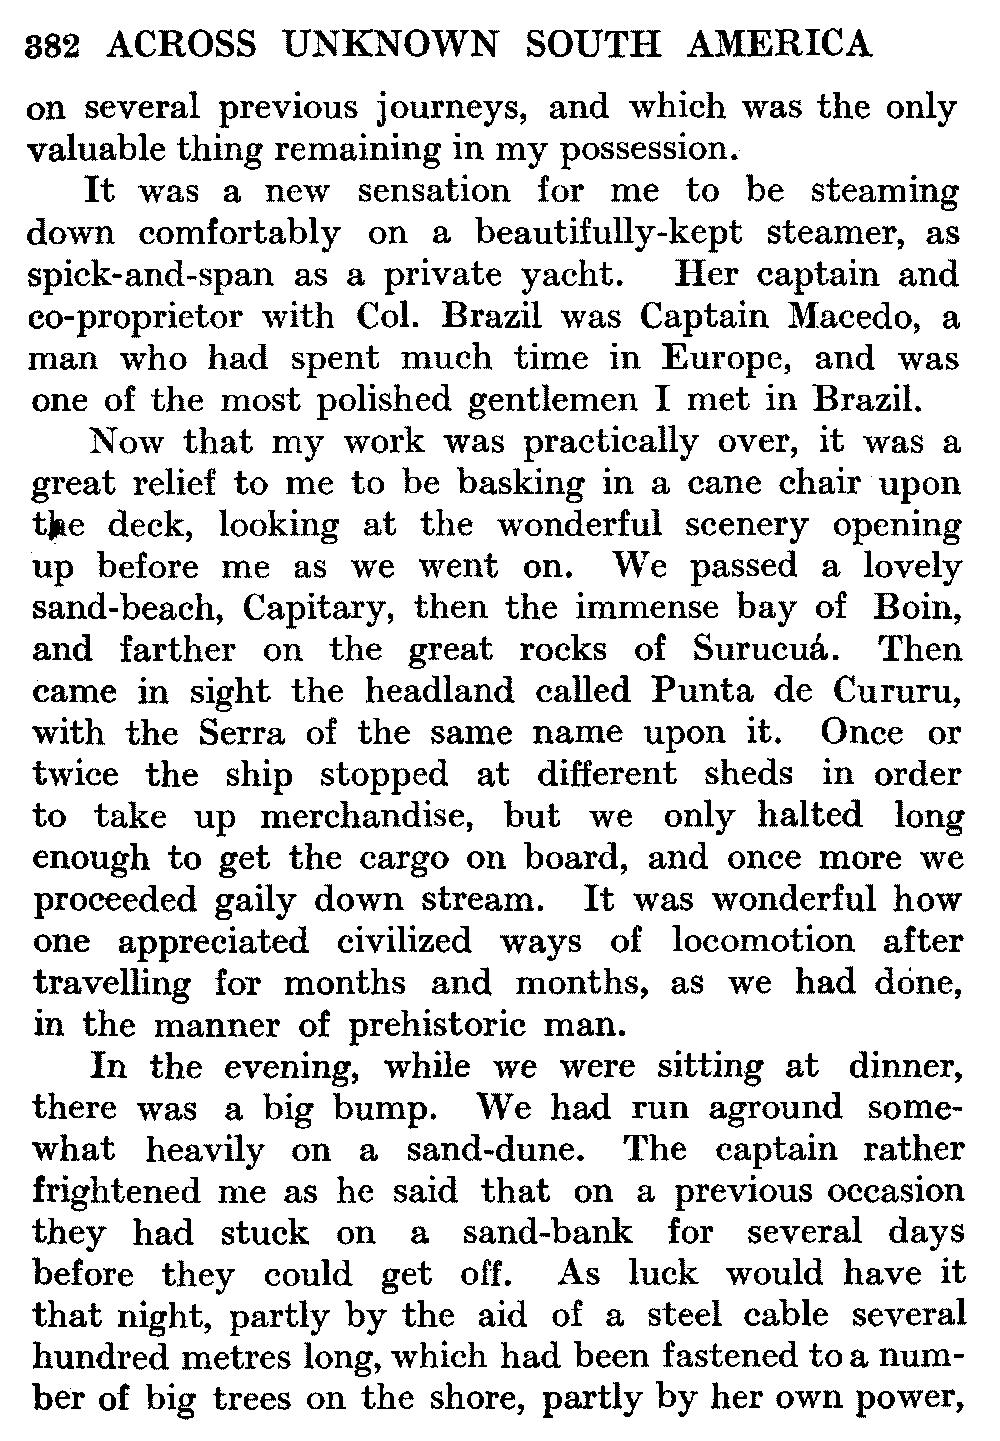 382 ACROSS UNKNOWN SOUTH AMERICA
on several previous journeys, and which was the only
valuable thing remaining in my possession.
It was a new sensation for me to be steaming
down comfortably on a beautifully-kept steamer, as
spick-and-span as a private yacht. Her captain and
co-proprietor with Col. Brazil was Captain Macedo, a
man who had spent much time in Europe, and was
one of the most polished gentlemen I met in Brazil.
Now that my work was practically over, it was a
great relief to me to be basking in a cane chair upon
the deck, looking at the wonderful scenery opening
up before me as we went on. We passed a lovely
sand-beach, Capitary, then the immense bay of Boin,
and farther on the great rocks of Surucuá. Then
came in sight the headland called Punta de Cururu,
with the Serra of the same name upon it. Once or
twice the ship stopped at different sheds in order
to take up merchandise, but we only halted long
enough to get the cargo on board, and once more we
proceeded gaily down stream. It was wonderful how
one appreciated civilized ways of locomotion after
travelling for months and months, as we had done,
in the manner of prehistoric man.
In the evening, while we were sitting at dinner,
there was a big bump. We had run aground some-
what heavily on a sand-dune. The captain rather
frightened me as he said that on a previous occasion
they had stuck on a sand-bank for several days
before they could get off. As luck would have it
that night, partly by the aid of a steel cable several
hundred metres long, which had been fastened to a num-
ber of big trees on the shore, partly by her own power,